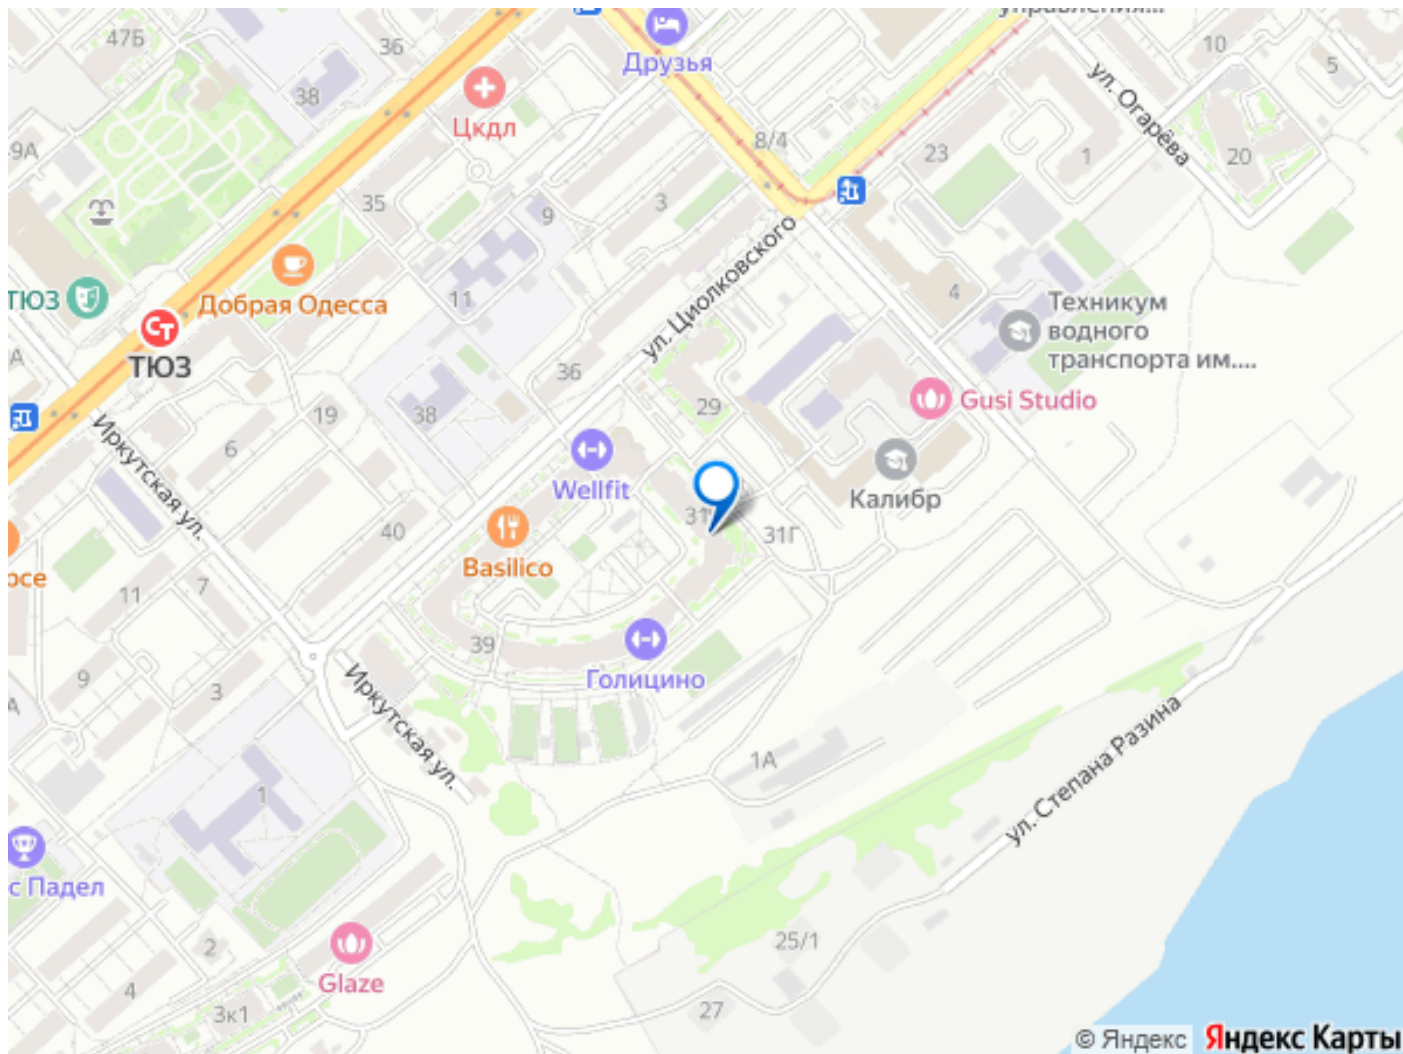 47Б
36
38
Друзья
Цкдл
9А
35
9
3
8/4
10
5
ул. Огарёва
23
1
20
ТЮЗ
Добрая Одесса
11
ул. Циолковского
4
Техникум
водного
транспорта им....
СТ
ТЮЗ
36
29
Gusi Studio
Иркутская ул.
19
38
6
Wellfit
Калибр
31Г
40
Basilico
11
7
39
Голицино
9
3
Иркутская ул.
1А
ул. Степана Разина
1
с Падел
2
25/1
Glaze
4
3к1
27
© Яндекс
Яндекс Карты